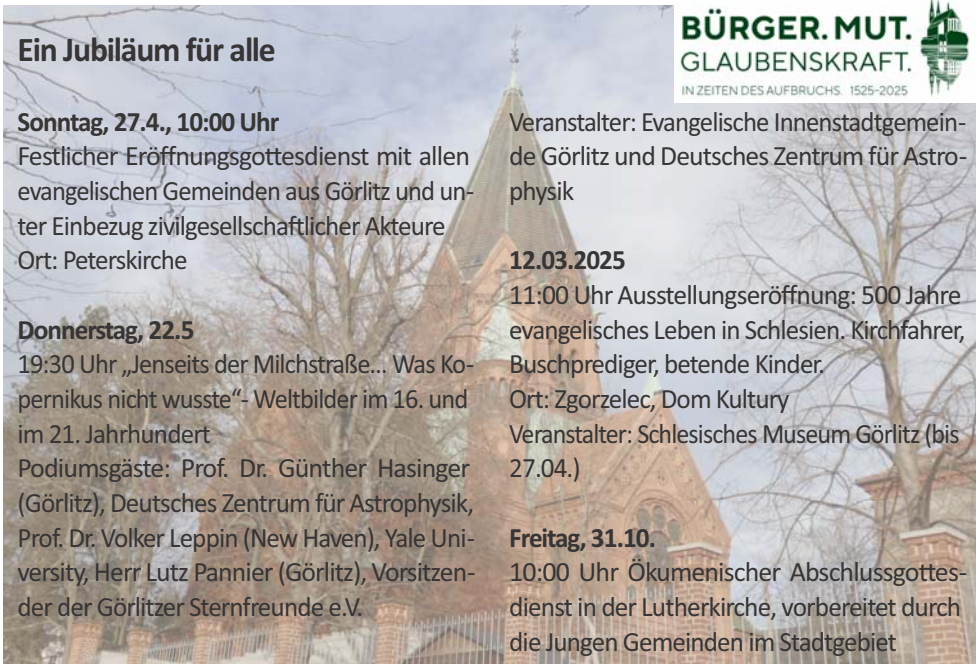 Ein Jubiläum für alle
BÜRGER. MUT.
GLAUBENSKRAFT.
IN ZEITEN DES AUFBRUCHS. 1525-2025
Sonntag, 27.4., 10:00 Uhr
Festlicher Eröffnungsgottesdienst mit allen
evangelischen Gemeinden aus Görlitz und un-
ter Einbezug zivilgesellschaftlicher Akteure
Ort: Peterskirche
Donnerstag, 22.5
19:30 Uhr „Jenseits der Milchstraße... Was Ko-
pernikus nicht wusste“- Weltbilder im 16. und
im 21. Jahrhundert
Podiumsgäste: Prof. Dr. Günther Hasinger
(Görlitz), Deutsches Zentrum für Astrophysik,
Prof. Dr. Volker Leppin (New Haven), Yale Uni-
versity, Herr Lutz Pannier (Görlitz), Vorsitzen-
der der Görlitzer Sternfreunde e.V.
Veranstalter: Evangelische Innenstadtgemein-
de Görlitz und Deutsches Zentrum für Astro-
physik
12.03.2025
11:00 Uhr Ausstellungseröffnung: 500 Jahre
evangelisches Leben in Schlesien. Kirchfahrer,
Buschprediger, betende Kinder.
Ort: Zgorzelec, Dom Kultury
Veranstalter: Schlesisches Museum Görlitz (bis
27.04.)
Freitag, 31.10.
10:00 Uhr Ökumenischer Abschlussgottes-
dienst in der Lutherkirche, vorbereitet durch
die Jungen Gemeinden im Stadtgebiet